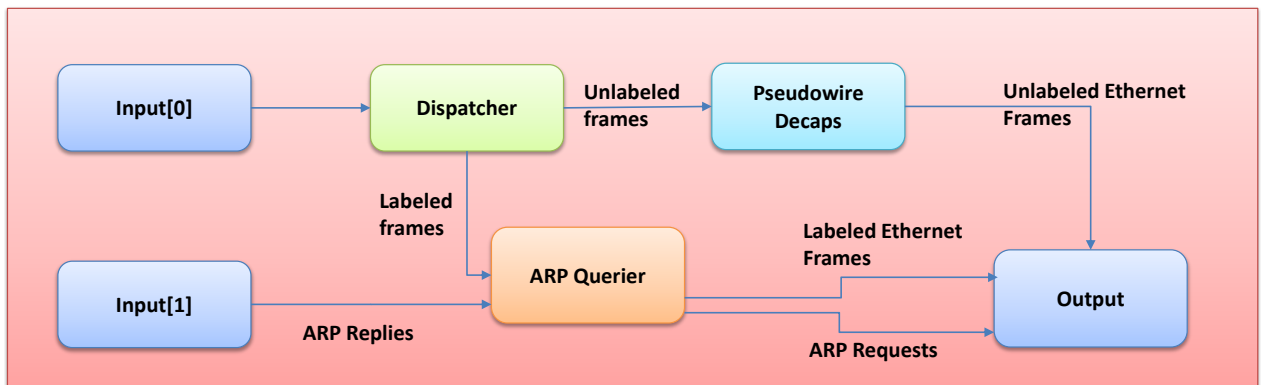 Input[0]
Dispatcher
Unlabeled
frames
Pseudowire
Decaps
Unlabeled Ethernet
Frames
Labeled
frames
Input[1]
ARP Replies
ARP Querier
Labeled Ethernet
Frames
ARP Requests
Output